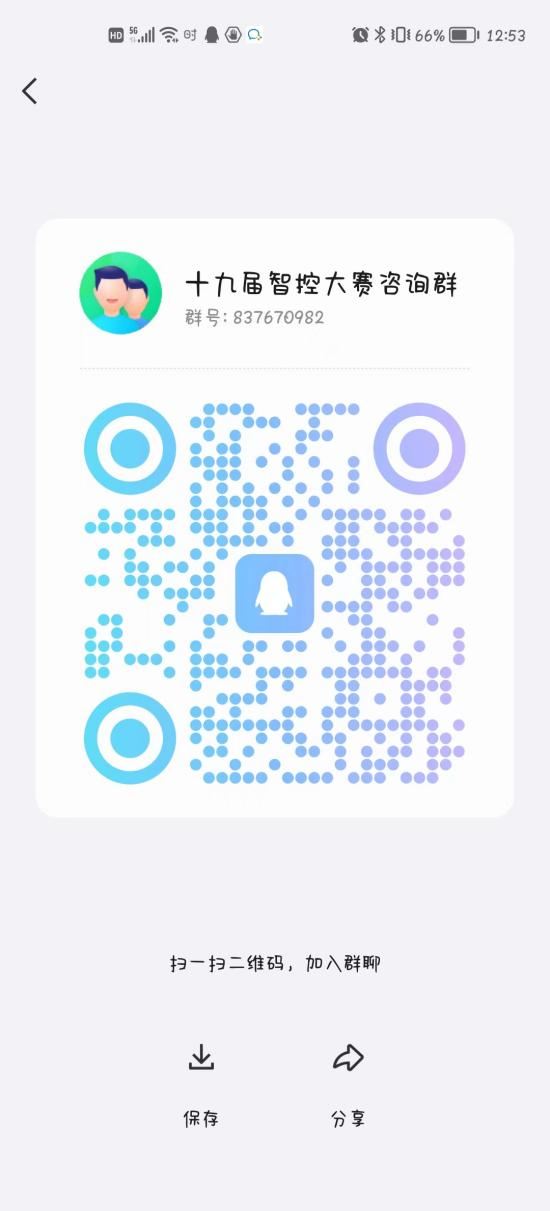 HD 5G 时 66% 12:53
十九届智控大赛咨询群
群号: 837670982
扫一扫二维码，加入群聊
保存 分享